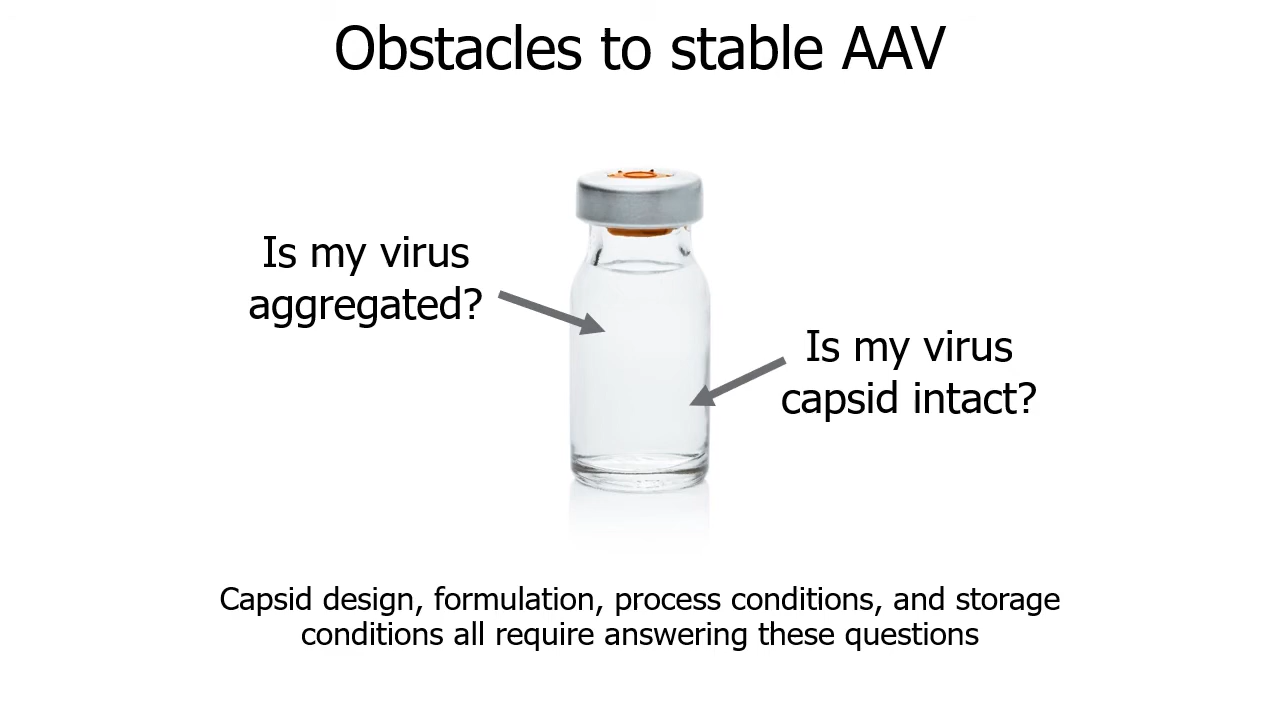 Obstacles to stable AAV
Is my virus
aggregated?
Is my virus
capsid intact?
Capsid design, formulation, process conditions, and storage
conditions all require answering these questions